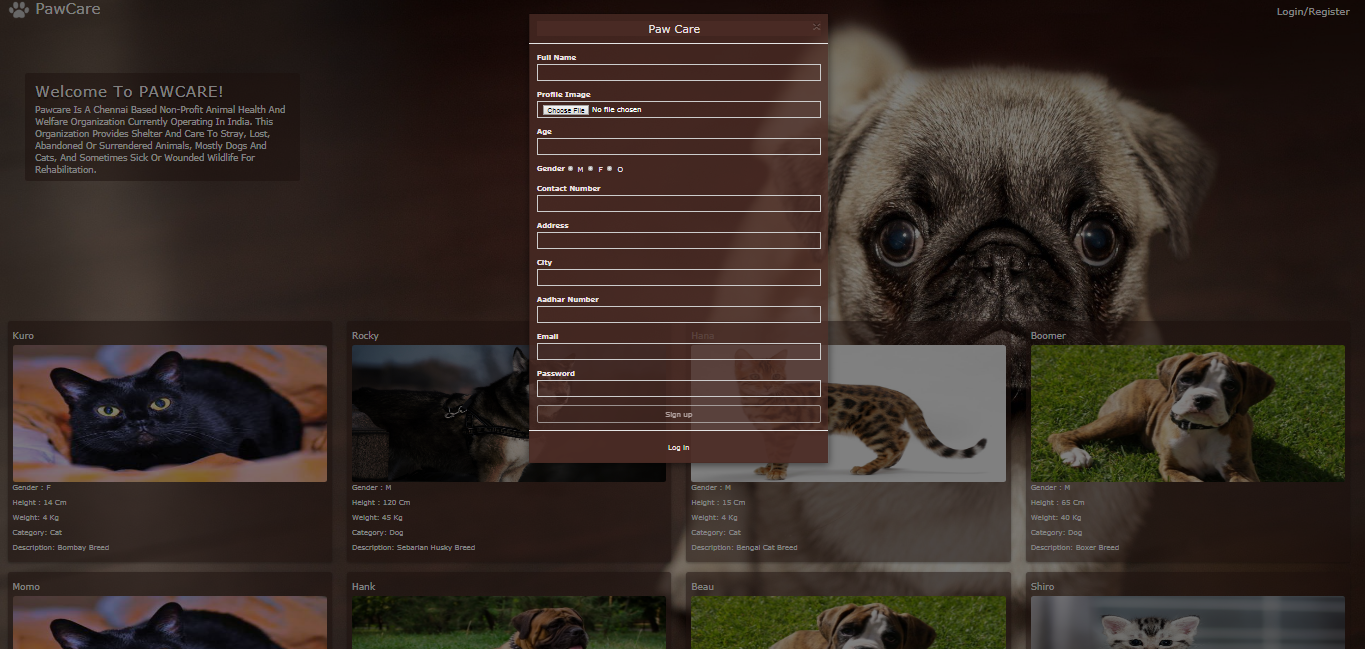 PawCare
Login/Register
Welcome To PAWCARE!
Pawcare Is A Chennai Based Non-Profit Animal Health And
Welfare Organization Currently Operating In India. This
Organization Provides Shelter And Care To Stray, Lost,
Abandoned Or Surrendered Animals, Mostly Dogs And
Cats, And Sometimes Sick Or Wounded Wildlife For
Rehabilitation.
Paw Care
Full Name
Profile Image
Choose File No file chosen
Age
Gender M F O
Contact Number
Address
City
Aadhar Number
Email
Password
Sign up
Log in
Kuro
Gender : F
Height : 14 Cm
Weight: 4 Kg
Category: Cat
Description: Bombay Breed
Rocky
Gender : M
Height : 120 Cm
Weight: 45 Kg
Category: Dog
Description: Sebarian Husky Breed
Hana
Gender : M
Height : 15 Cm
Weight: 4 Kg
Category: Cat
Description: Bengal Cat Breed
Boomer
Gender : M
Height : 65 Cm
Weight: 40 Kg
Category: Dog
Description: Boxer Breed
Momo
Hank
Beau
Shiro